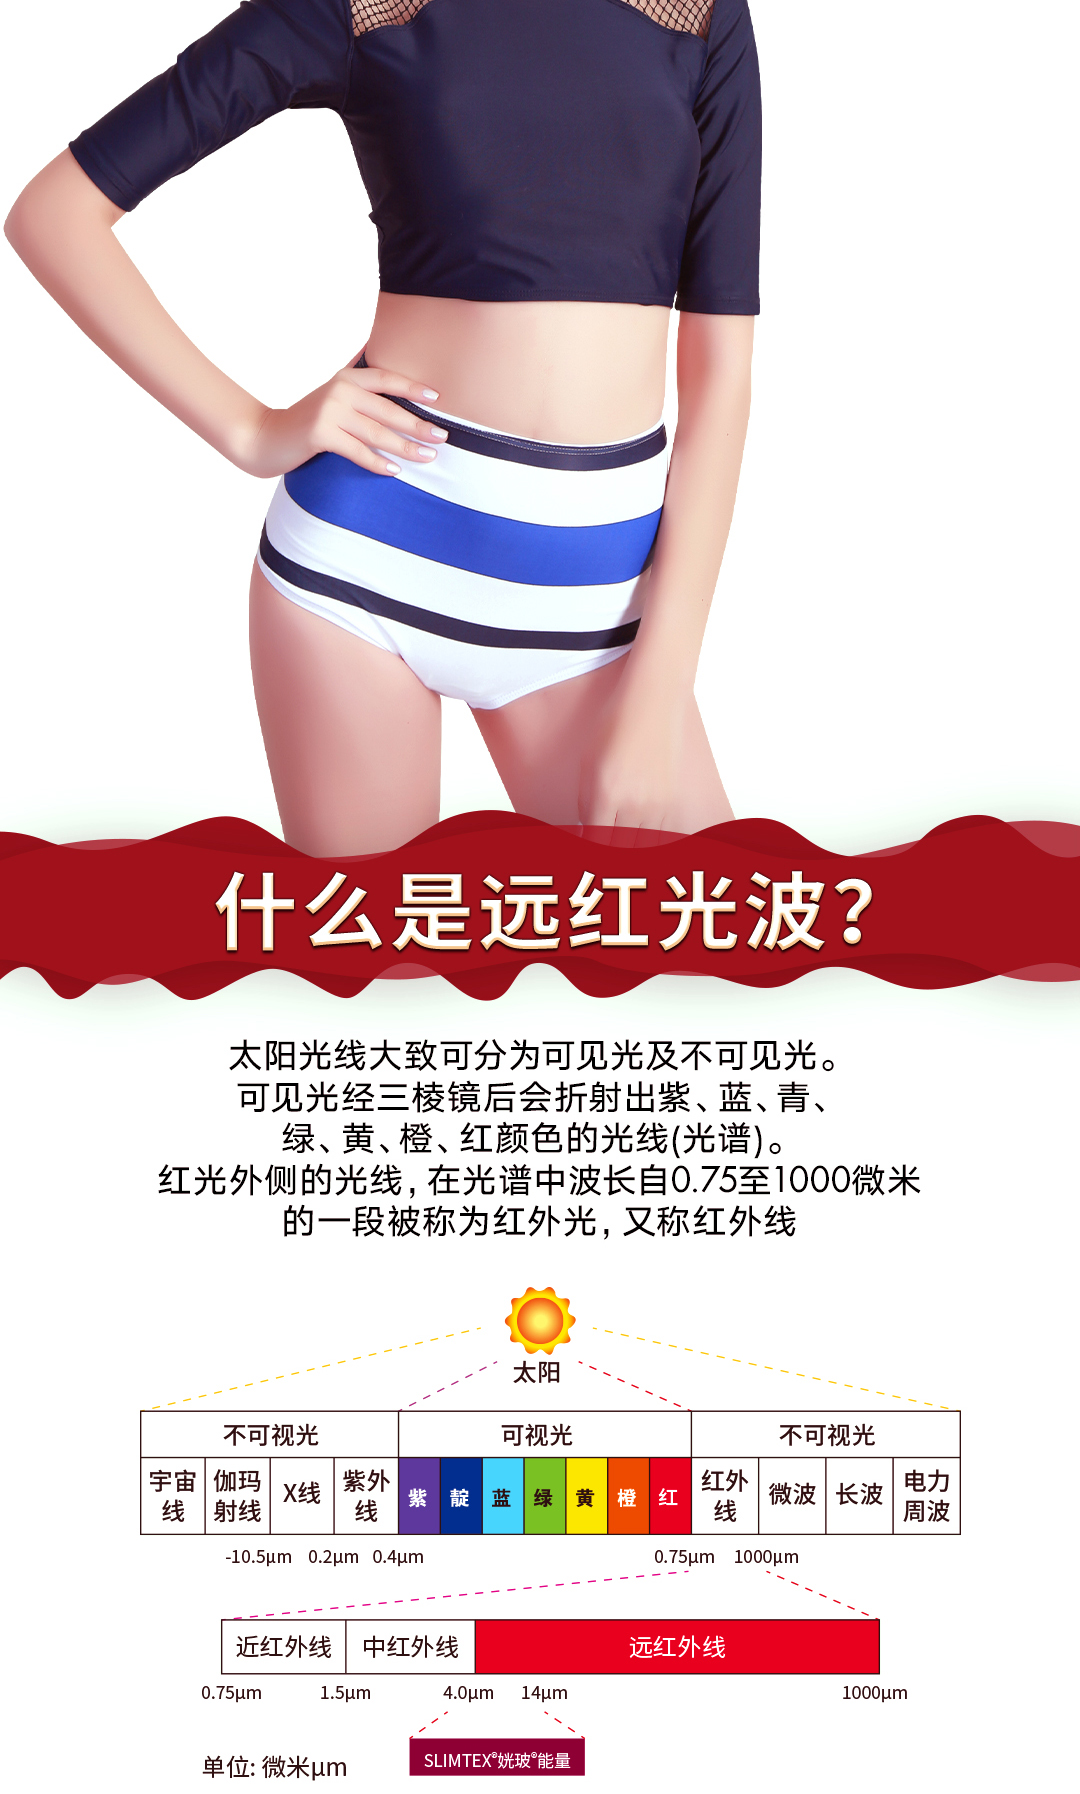 什么是远红光波?
太阳光线大致可分为可见光及不可见光。
可见光经三棱镜后会折射出紫、蓝、青、
绿、黄、橙、红颜色的光线(光谱)。
红光外侧的光线, 在光谱中波长自0.75至1000微米
的一段被称为红外光, 又称红外线
太阳
不可视光 可视光 不可视光
宇宙线 伽玛射线 X线 紫外线 紫 靛 蓝 绿 黄 橙 红 红外线 微波 长波 电力周波
-10.5μm 0.2μm 0.4μm 0.75μm 1000μm
近红外线 中红外线 远红外线
0.75μm 1.5μm 4.0μm 14μm 1000μm
SLIMTEX®姯玻®能量
单位: 微米μm